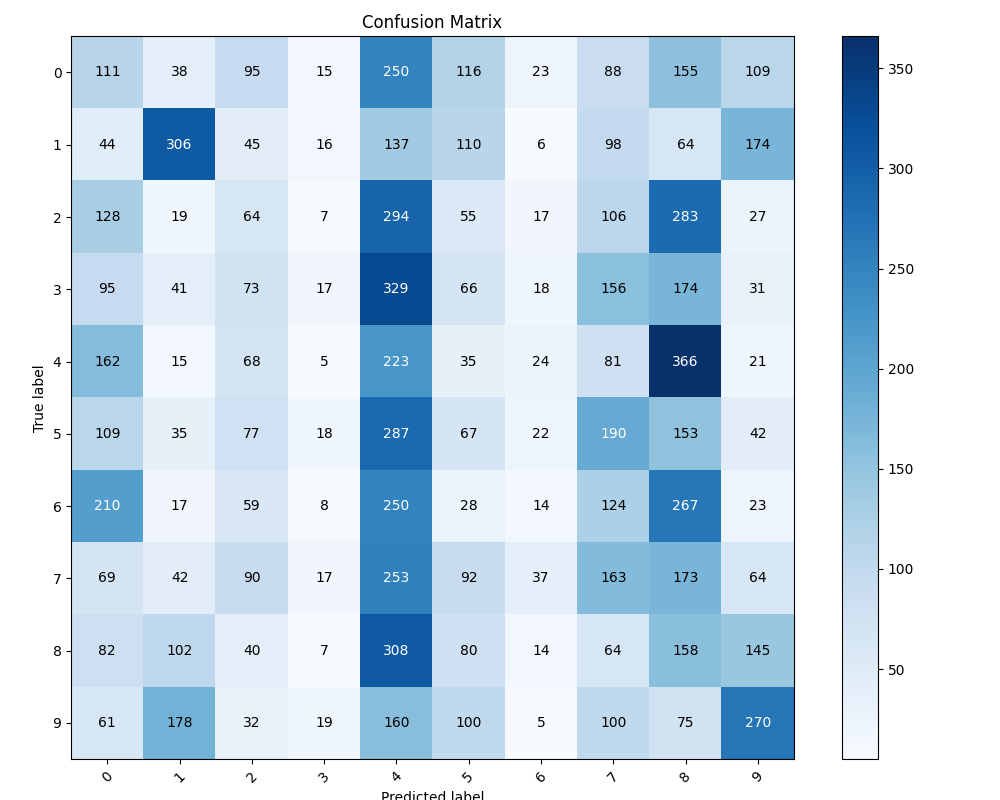 Confusion Matrix
0 111 38 95 15 250 116 23 88 155 109
1 44 306 45 16 137 110 6 98 64 174
2 128 19 64 7 294 55 17 106 283 27
3 95 41 73 17 329 66 18 156 174 31
4 162 15 68 5 223 35 24 81 366 21
5 109 35 77 18 287 67 22 190 153 42
6 210 17 59 8 250 28 14 124 267 23
7 69 42 90 17 253 92 37 163 173 64
8 82 102 40 7 308 80 14 64 158 145
9 61 178 32 19 160 100 5 100 75 270
True label
0 1 2 3 4 5 6 7 8 9
Predicted label
350
300
250
200
150
100
50